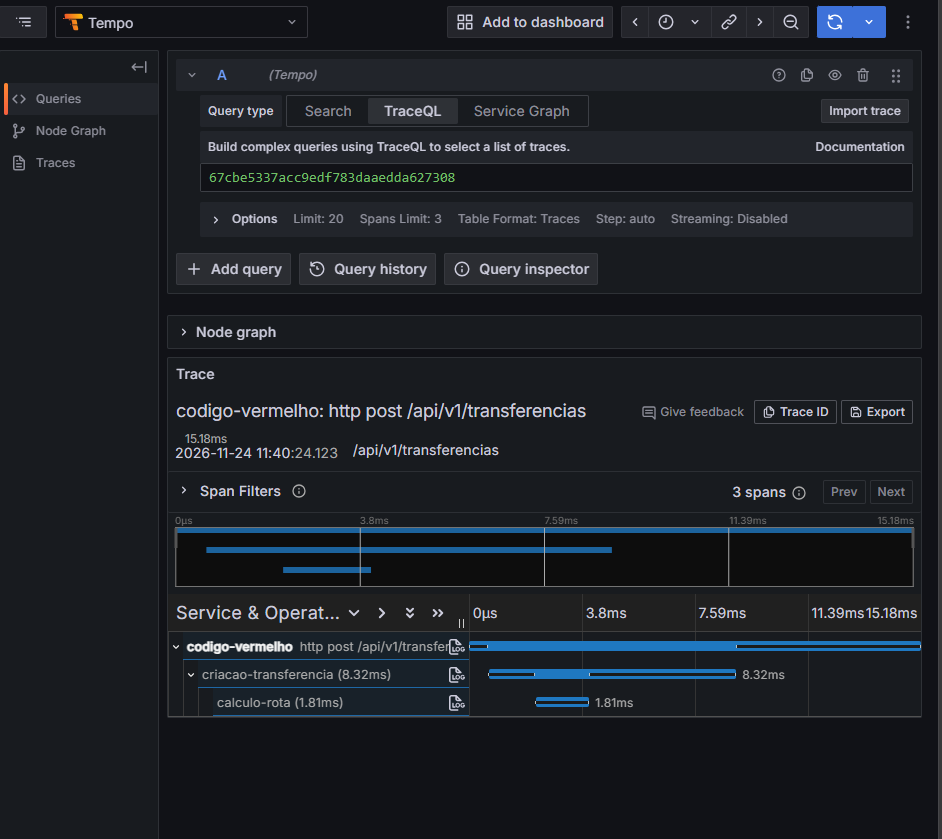 Tempo
Add to dashboard
Queries
Node Graph
Traces
A (Tempo)
Query type Search TraceQL Service Graph Import trace
Build complex queries using TraceQL to select a list of traces. Documentation
67cbe5337acc9edf783daaedda627308
Options Limit: 20 Spans Limit: 3 Table Format: Traces Step: auto Streaming: Disabled
Add query Query history Query inspector
Node graph
Trace
codigo-vermelho: http post /api/v1/transferencias Give feedback Trace ID Export
15.18ms
2026-11-24 11:40:24.123 /api/v1/transferencias
Span Filters 3 spans Prev Next
0µs 3.8ms 7.59ms 11.39ms 15.18ms
Service & Operat... 0µs 3.8ms 7.59ms 11.39ms 15.18ms
codigo-vermelho http post /api/v1/transfer LOG
criacao-transferencia (8.32ms) LOG 8.32ms
calculo-rota (1.81ms) LOG 1.81ms